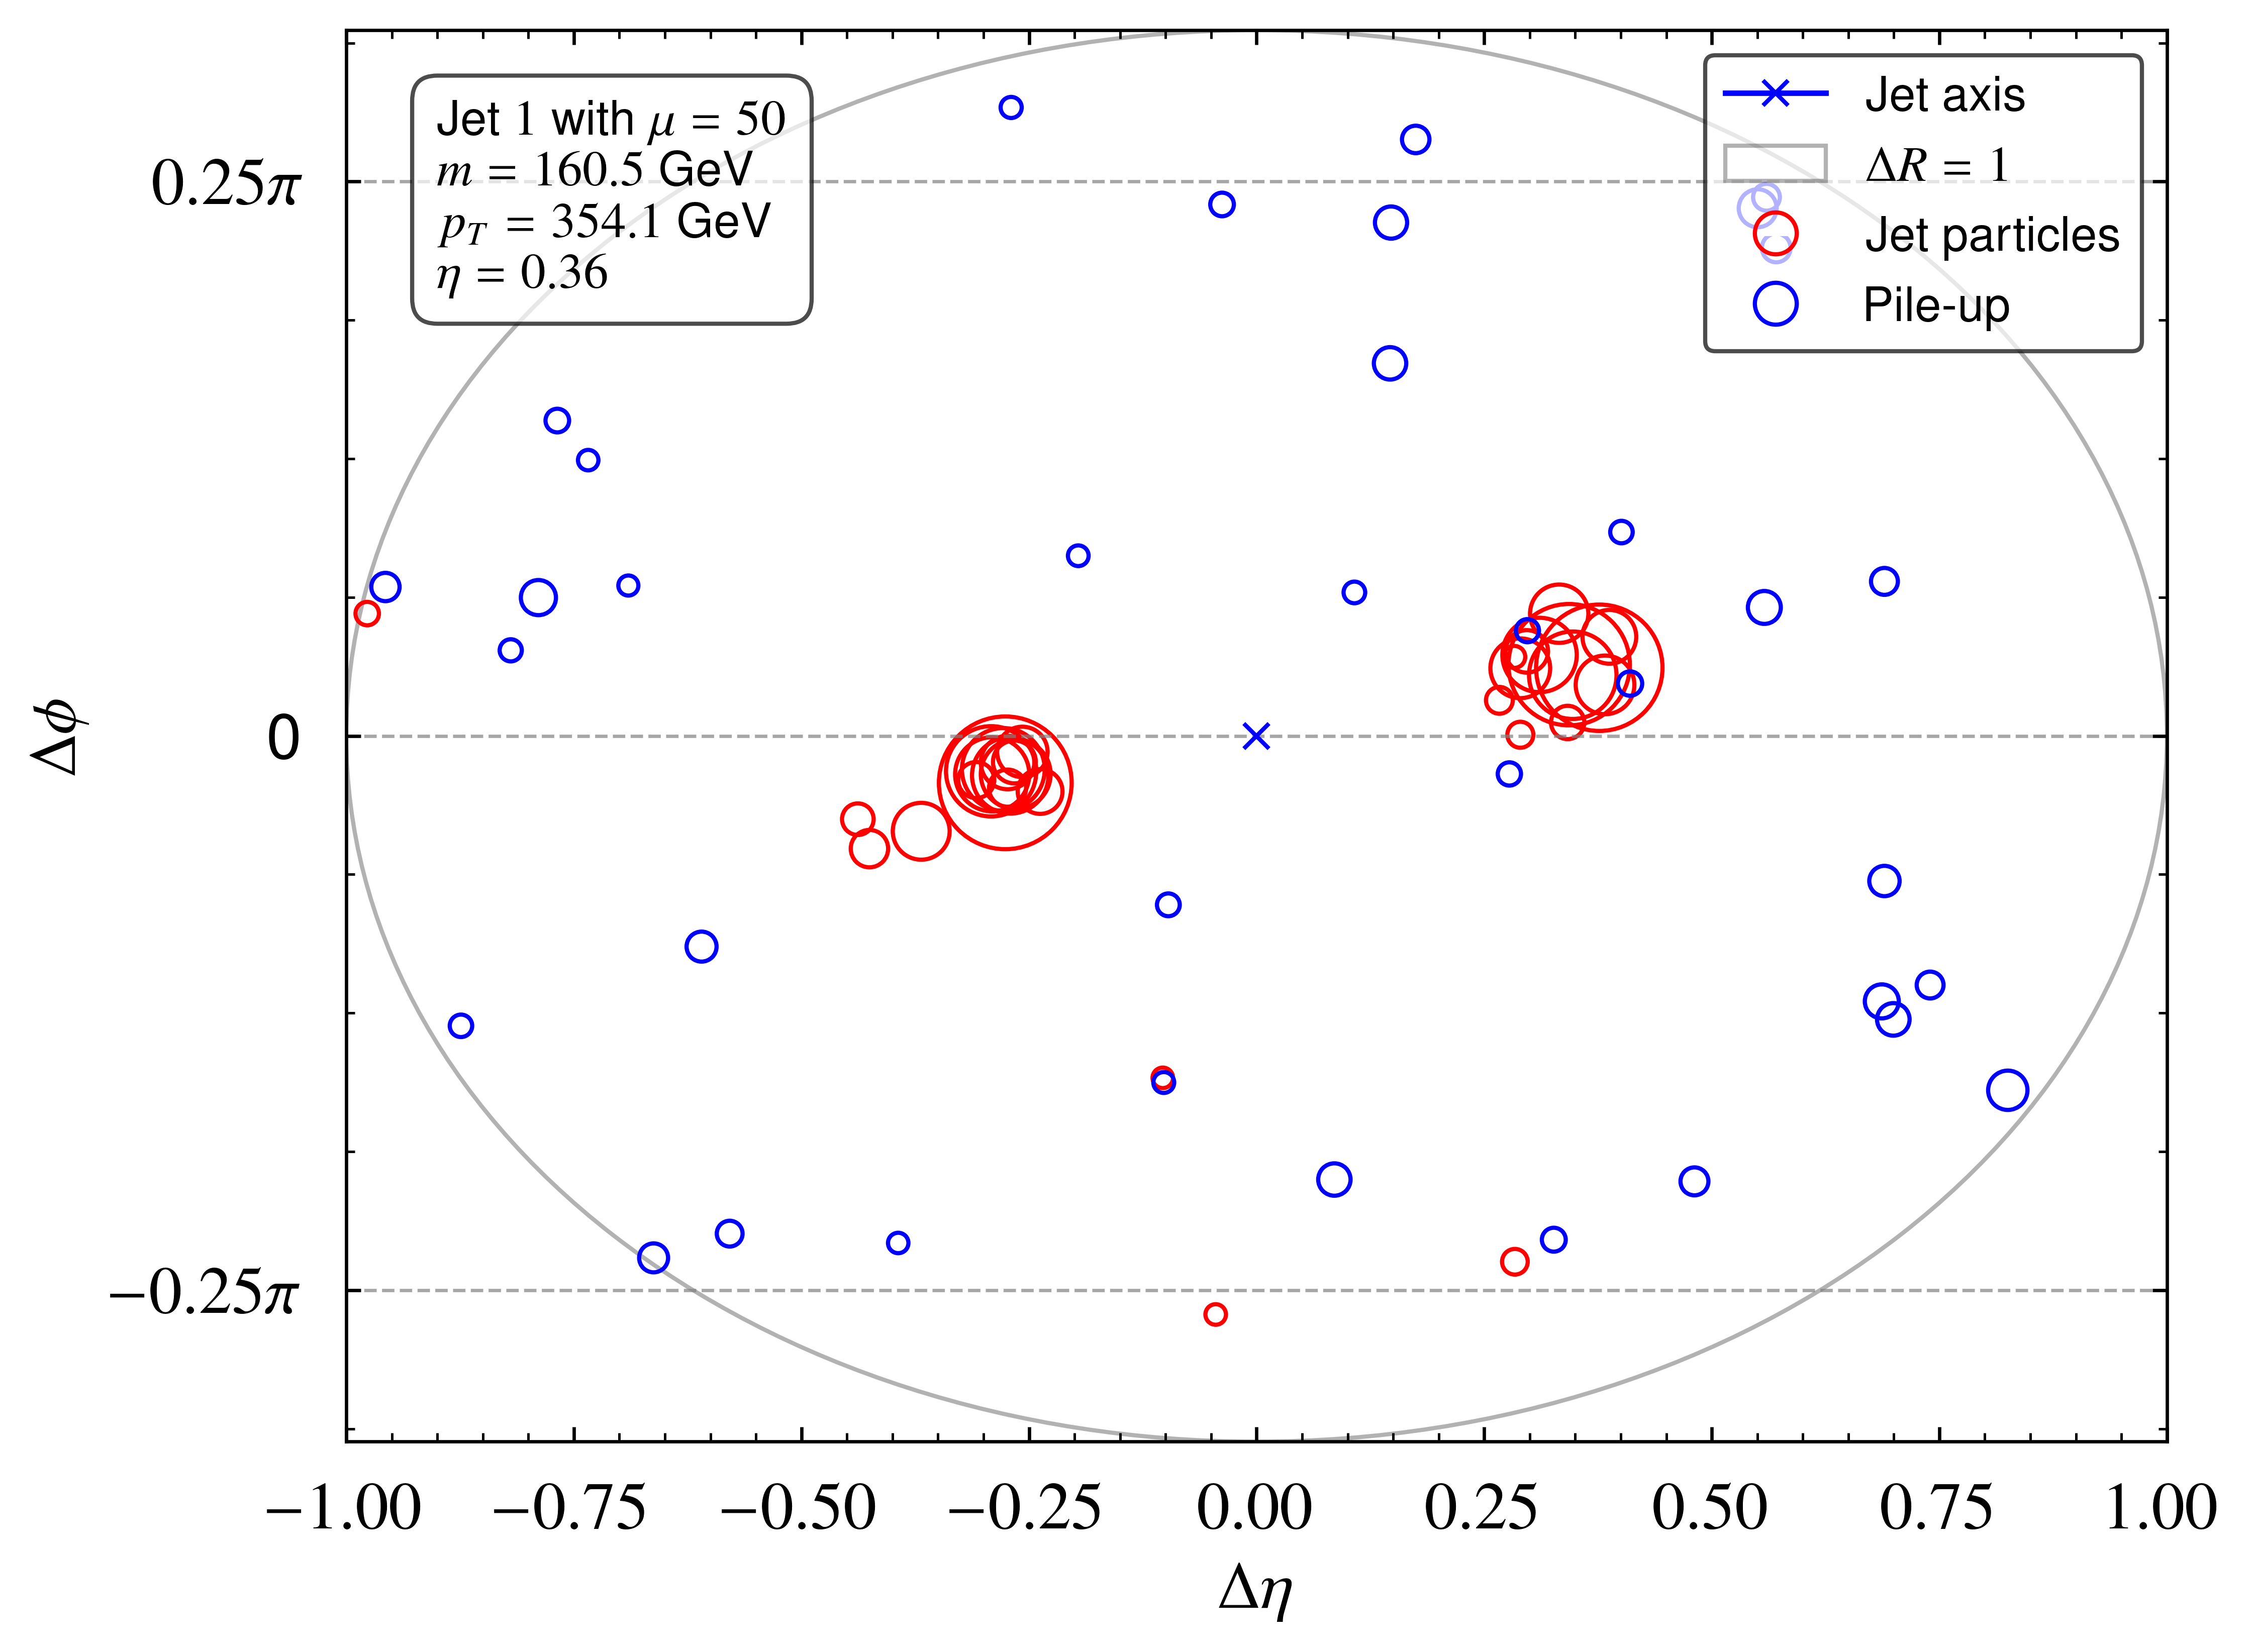 Jet 1 with μ = 50
m = 160.5 GeV
p_T = 354.1 GeV
η = 0.36
Jet axis
ΔR = 1
Jet particles
Pile-up
Δϕ
0.25π
0
−0.25π
−1.00 −0.75 −0.50 −0.25 0.00 0.25 0.50 0.75 1.00
Δη